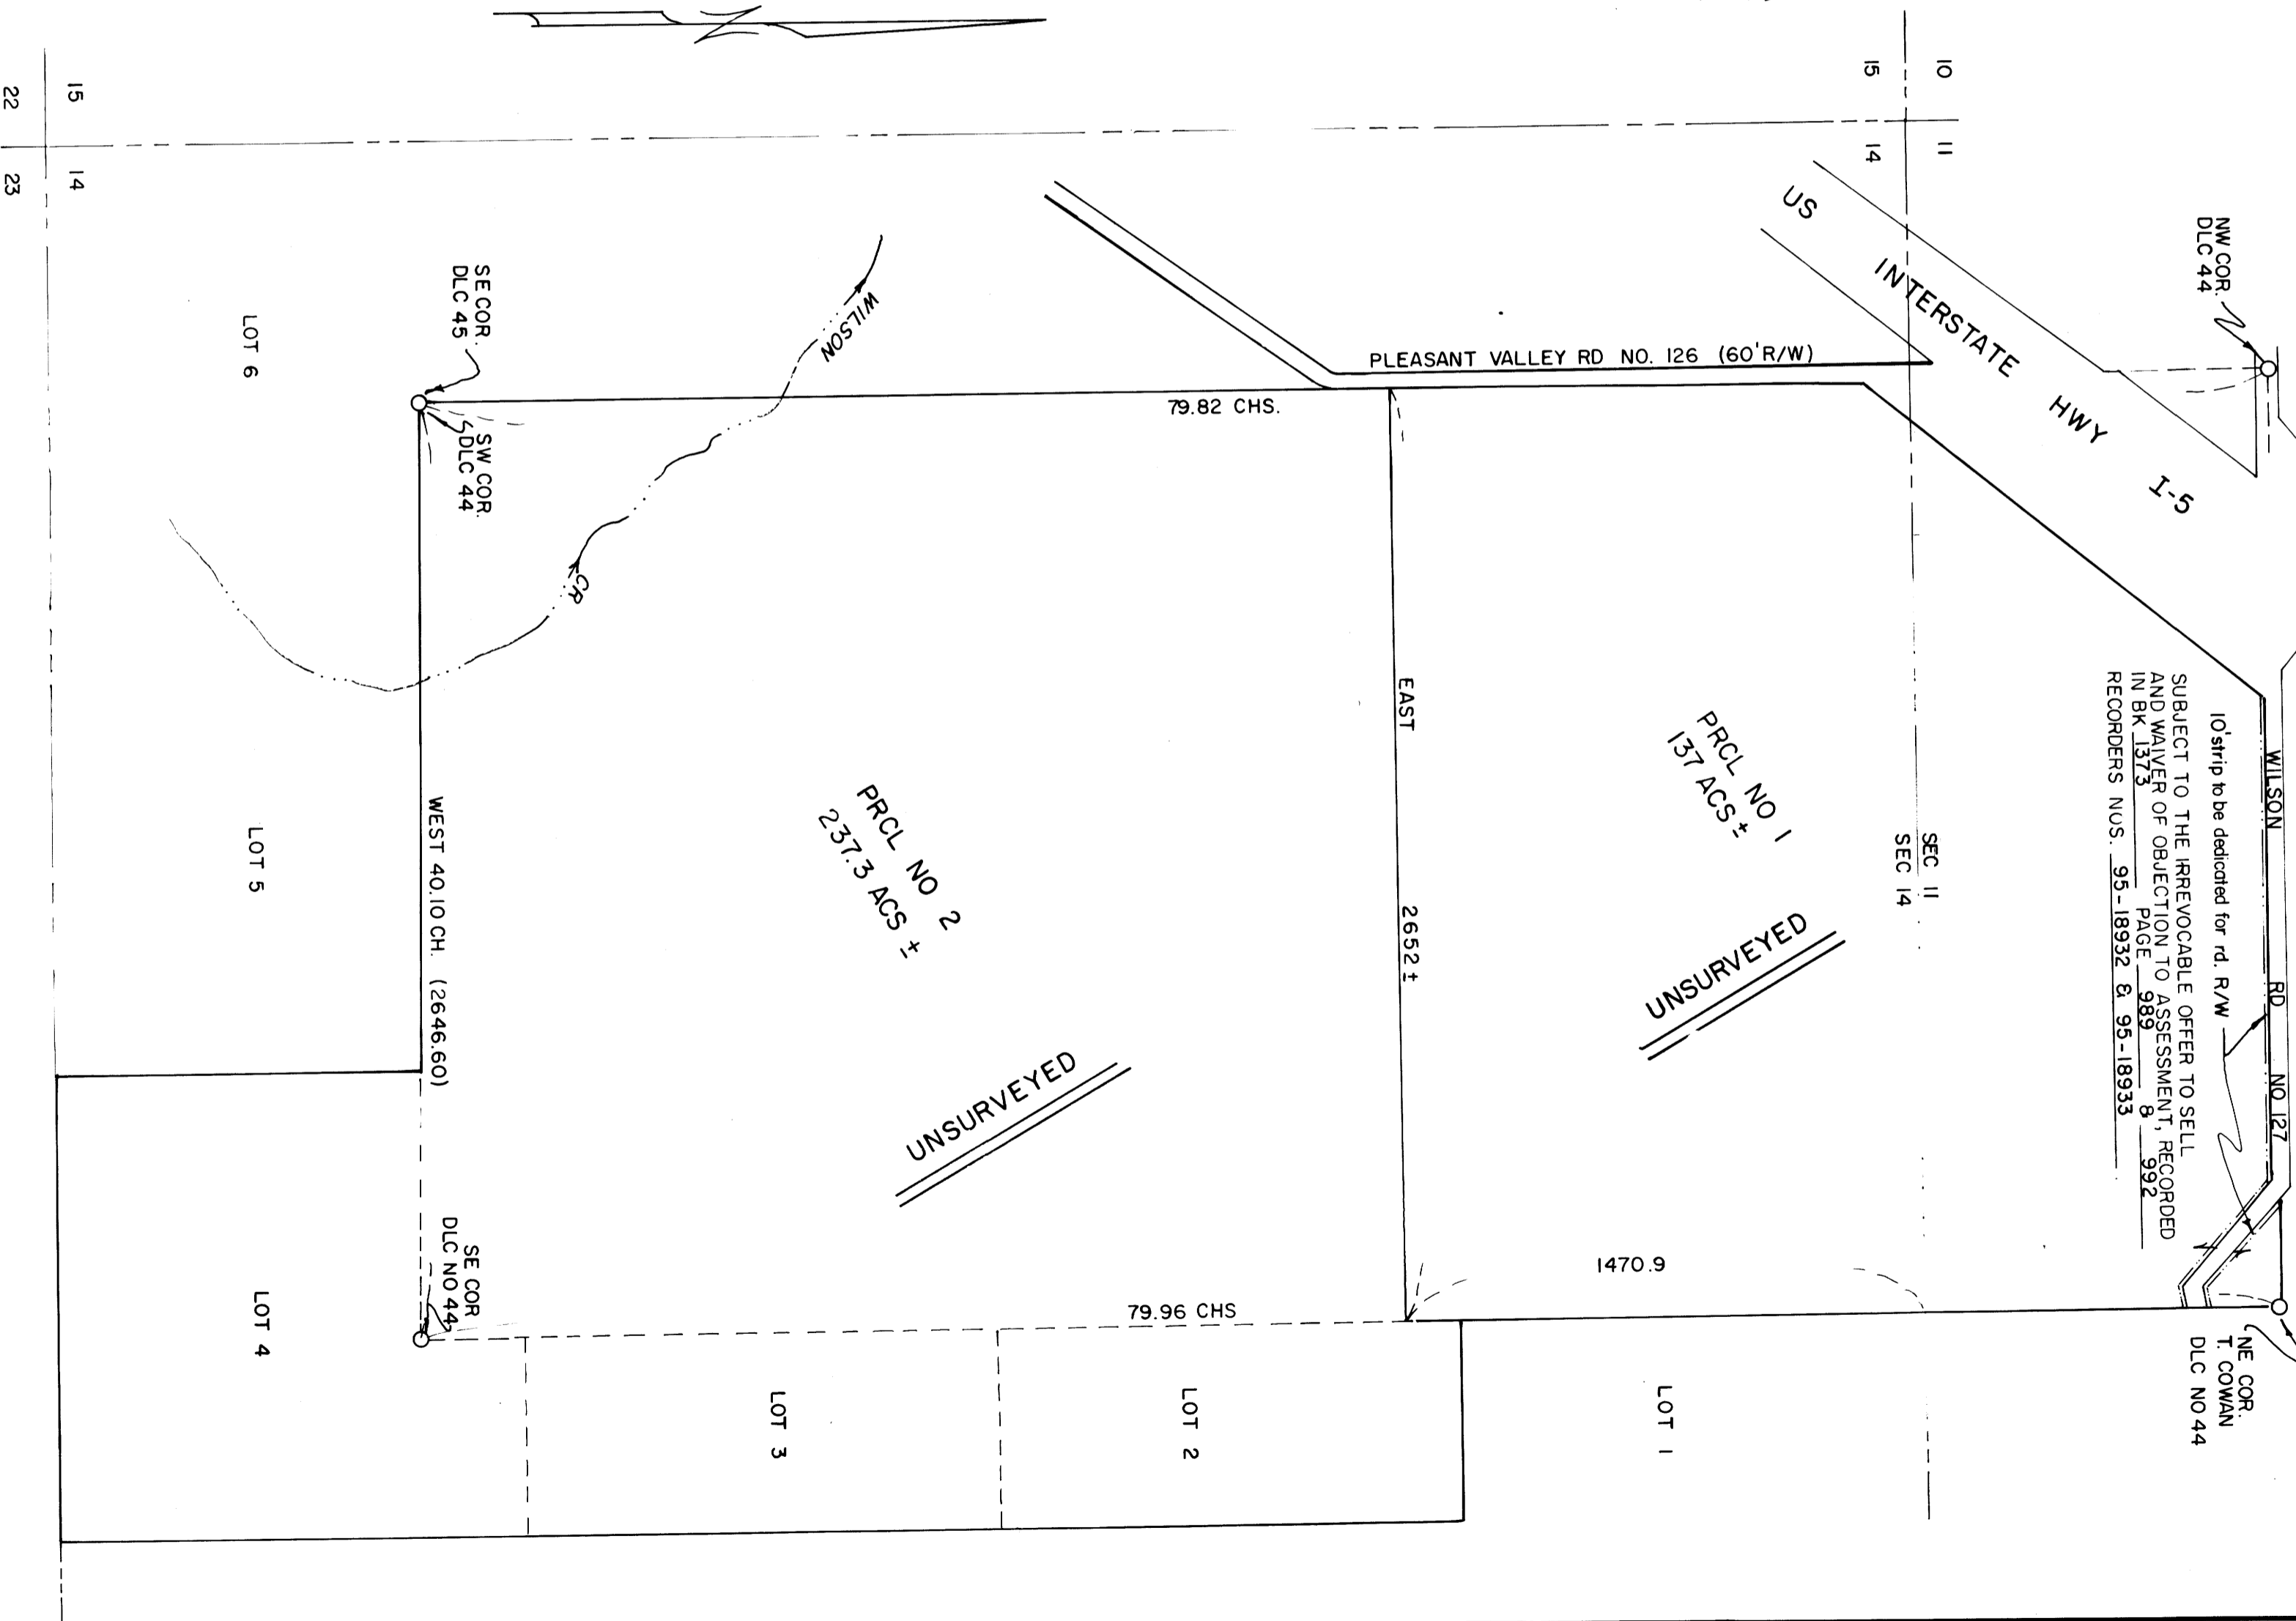 NW COR.
DLC 44
10
11
15
14
US INTERSTATE HWY I-5
WILSON RD NO 127
10' strip to be dedicated for rd. R/W
SUBJECT TO THE IRREVOCABLE OFFER TO SELL
AND WAIVER OF OBJECTION TO ASSESSMENT, RECORDED
IN BK 1373 PAGE 989 & 992
RECORDERS NOS. 95-18932 & 95-18933
NE COR.
T. COWAN
DLC NO 44
SEC 11
SEC 14
PLEASANT VALLEY RD NO. 126 (60' R/W)
PRCL NO 1
137 ACS ±
UNSURVEYED
1470.9
LOT 1
EAST 2652±
79.82 CHS.
79.96 CHS
LOT 2
PRCL NO 2
237.3 ACS ±
UNSURVEYED
WILSON
CR
LOT 3
SE COR.
DLC 45
SW COR.
DLC 44
WEST 40.10 CH. (2646.60)
SE COR
DLC NO 44
LOT 6
LOT 5
LOT 4
15
14
22
23